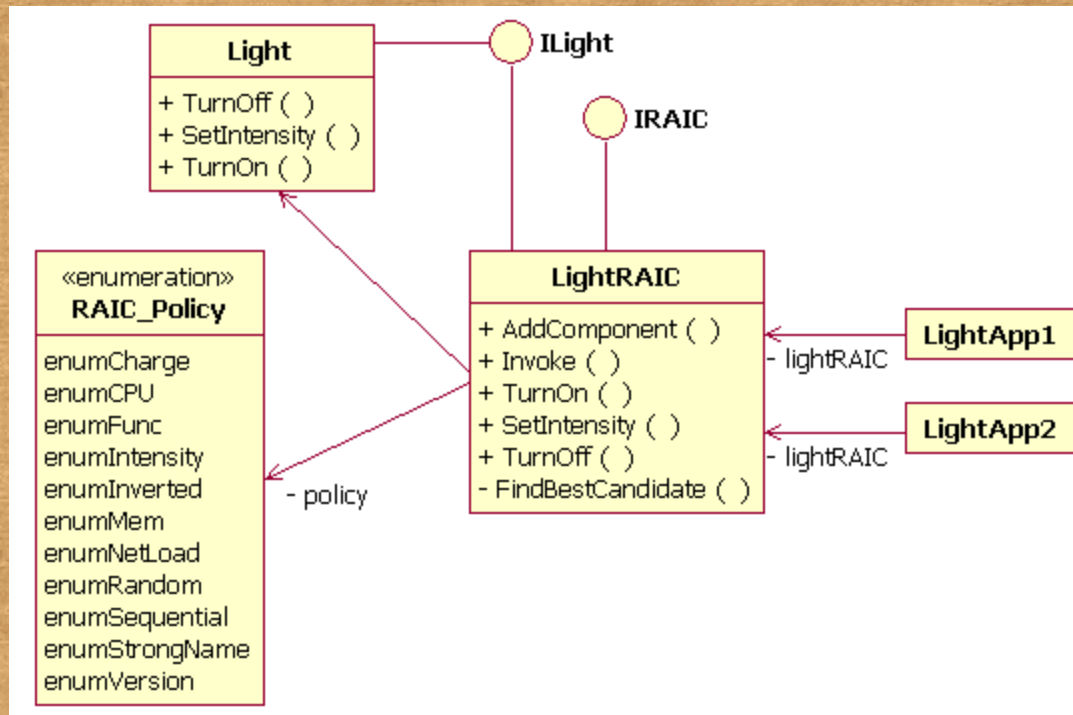 Light
+ TurnOff ( )
+ SetIntensity ( )
+ TurnOn ( )
ILight
IRAIC
«enumeration»
RAIC_Policy
enumCharge
enumCPU
enumFunc
enumIntensity
enumInverted
enumMem
enumNetLoad
enumRandom
enumSequential
enumStrongName
enumVersion
- policy
LightRAIC
+ AddComponent ( )
+ Invoke ( )
+ TurnOn ( )
+ SetIntensity ( )
+ TurnOff ( )
- FindBestCandidate ( )
LightApp1
- lightRAIC
LightApp2
- lightRAIC